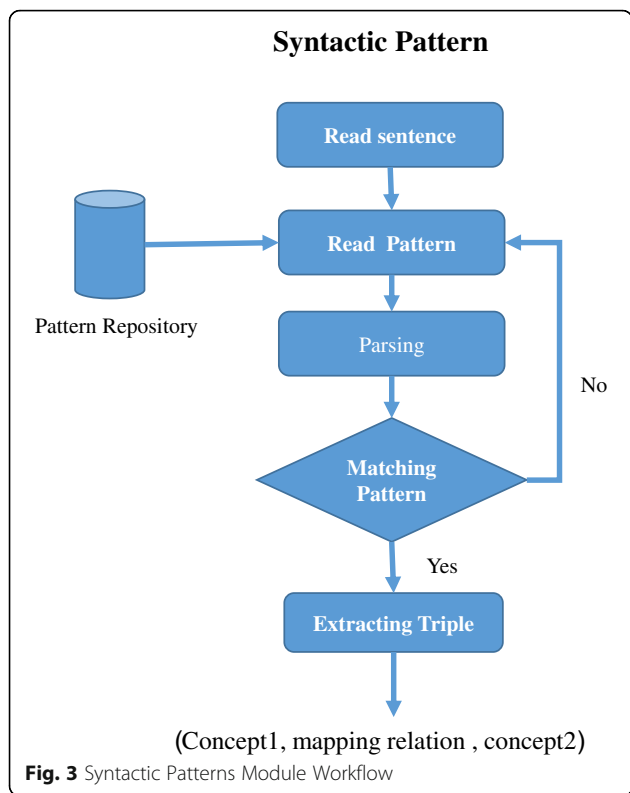 Syntactic Pattern
Read sentence
Read Pattern
Pattern Repository
Parsing
No
Matching
Pattern
Yes
Extracting Triple
(Concept1, mapping relation , concept2)
Fig. 3 Syntactic Patterns Module Workflow